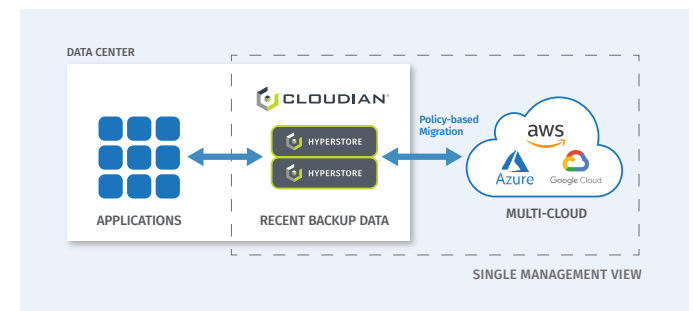 DATA CENTER
CLOUDIAN®
HYPERSTORE
HYPERSTORE
APPLICATIONS
RECENT BACKUP DATA
Policy-based
Migration
aws
Azure
Google Cloud
MULTI-CLOUD
SINGLE MANAGEMENT VIEW